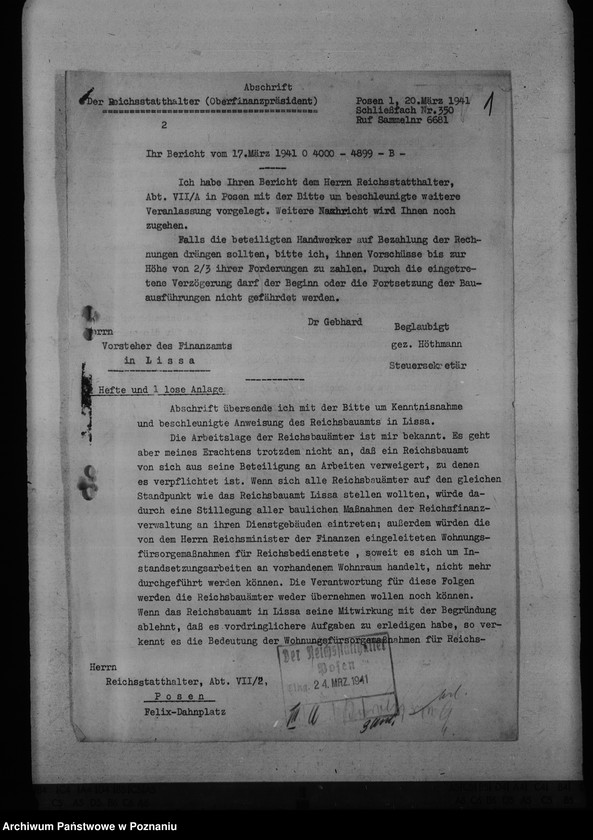 Abschrift
Der Reichsstatthalter (Oberfinanzpräsident)
Posen 1, 20.März 1941
Schließfach Nr.350
Ruf Sammelnr 6681
1
2
Ihr Bericht vom 17.März 1941 O 4000 - 4899 - B -
Ich habe Ihren Bericht dem Herrn Reichsstatthalter,
Abt. VII/A in Posen mit der Bitte um beschleunigte weitere
Veranlassung vorgelegt. Weitere Nachricht wird Ihnen noch
zugehen.
Falls die beteiligten Handwerker auf Bezahlung der Rech-
nungen drängen sollten, bitte ich, ihnen Vorschüsse bis zur
Höhe von 2/3 ihrer Forderungen zu zahlen. Durch die eingetre-
tene Verzögerung darf der Beginn oder die Fortsetzung der Bau-
ausführungen nicht gefährdet werden.
Dr Gebhard
Beglaubigt
gez. Höthmann
Steuersekretär
Herrn
Vorsteher des Finanzamts
in Lissa
Hefte und 1 lose Anlage
Abschrift übersende ich mit der Bitte um Kenntnisnahme
und beschleunigte Anweisung des Reichsbauamts in Lissa.
Die Arbeitslage der Reichsbauämter ist mir bekannt. Es geht
aber meines Erachtens trotzdem nicht an, daß ein Reichsbauamt
von sich aus seine Beteiligung an Arbeiten verweigert, zu denen
es verpflichtet ist. Wenn sich alle Reichsbauämter auf den gleichen
Standpunkt wie das Reichsbauamt Lissa stellen wollten, würde da-
durch eine Stillegung aller baulichen Maßnahmen der Reichsfinanz-
verwaltung an ihren Dienstgebäuden eintreten; außerdem würden die
von dem Herrn Reichsminister der Finanzen eingeleiteten Wohnungs-
fürsorgemaßnahmen für Reichsbedienstete , soweit es sich um In-
standsetzungsarbeiten an vorhandenem Wohnraum handelt, nicht mehr
durchgeführt werden können. Die Verantwortung für diese Folgen
werden die Reichsbauämter weder übernehmen wollen noch können.
Wenn das Reichsbauamt in Lissa seine Mitwirkung mit der Begründung
ablehnt, daß es vordringlichere Aufgaben zu erledigen habe, so ver-
kennt es die Bedeutung der Wohnungsfürsorgemaßnahmen für Reichs-
Der Reichsstatthalter
Posen
24. MRZ. 1941
Herrn
Reichsstatthalter, Abt. VII/2,
Posen
Felix-Dahnplatz
Archiwum Państwowe w Poznaniu